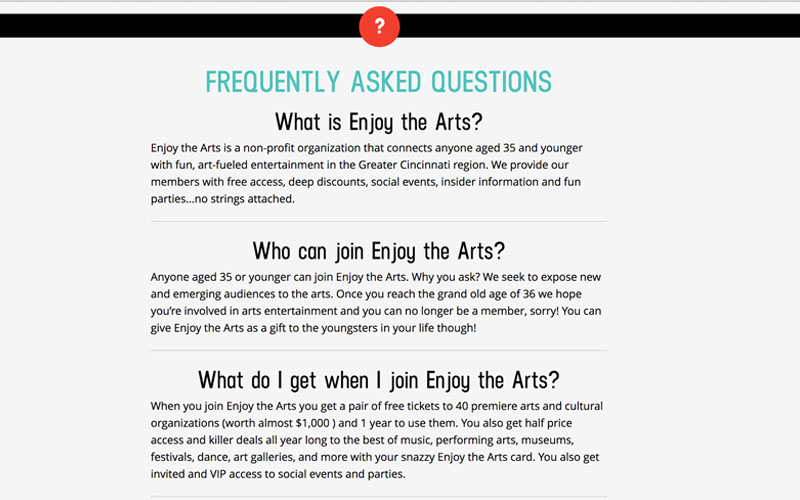 ?
FREQUENTLY ASKED QUESTIONS
What is Enjoy the Arts?
Enjoy the Arts is a non-profit organization that connects anyone aged 35 and younger
with fun, art-fueled entertainment in the Greater Cincinnati region. We provide our
members with free access, deep discounts, social events, insider information and fun
parties...no strings attached.
Who can join Enjoy the Arts?
Anyone aged 35 or younger can join Enjoy the Arts. Why you ask? We seek to expose new
and emerging audiences to the arts. Once you reach the grand old age of 36 we hope
you're involved in arts entertainment and you can no longer be a member, sorry! You can
give Enjoy the Arts as a gift to the youngsters in your life though!
What do I get when I join Enjoy the Arts?
When you join Enjoy the Arts you get a pair of free tickets to 40 premiere arts and cultural
organizations (worth almost $1,000 ) and 1 year to use them. You also get half price
access and killer deals all year long to the best of music, performing arts, museums,
festivals, dance, art galleries, and more with your snazzy Enjoy the Arts card. You also get
invited and VIP access to social events and parties.